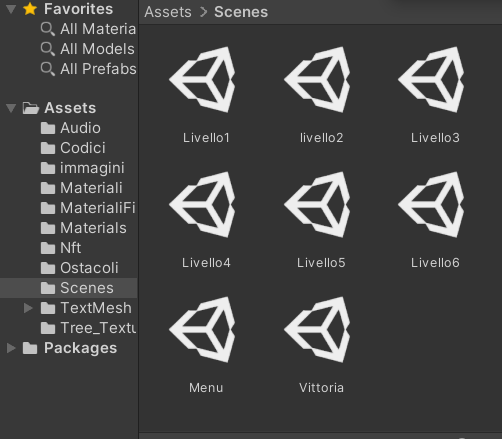 Favorites
All Materia
All Models
All Prefabs
Assets
Audio
Codici
immagini
Materiali
MaterialiFi
Materials
Nft
Ostacoli
Scenes
TextMesh
Tree_Textu
Packages
Assets > Scenes
Livello1 livello2 Livello3
Livello4 Livello5 Livello6
Menu Vittoria